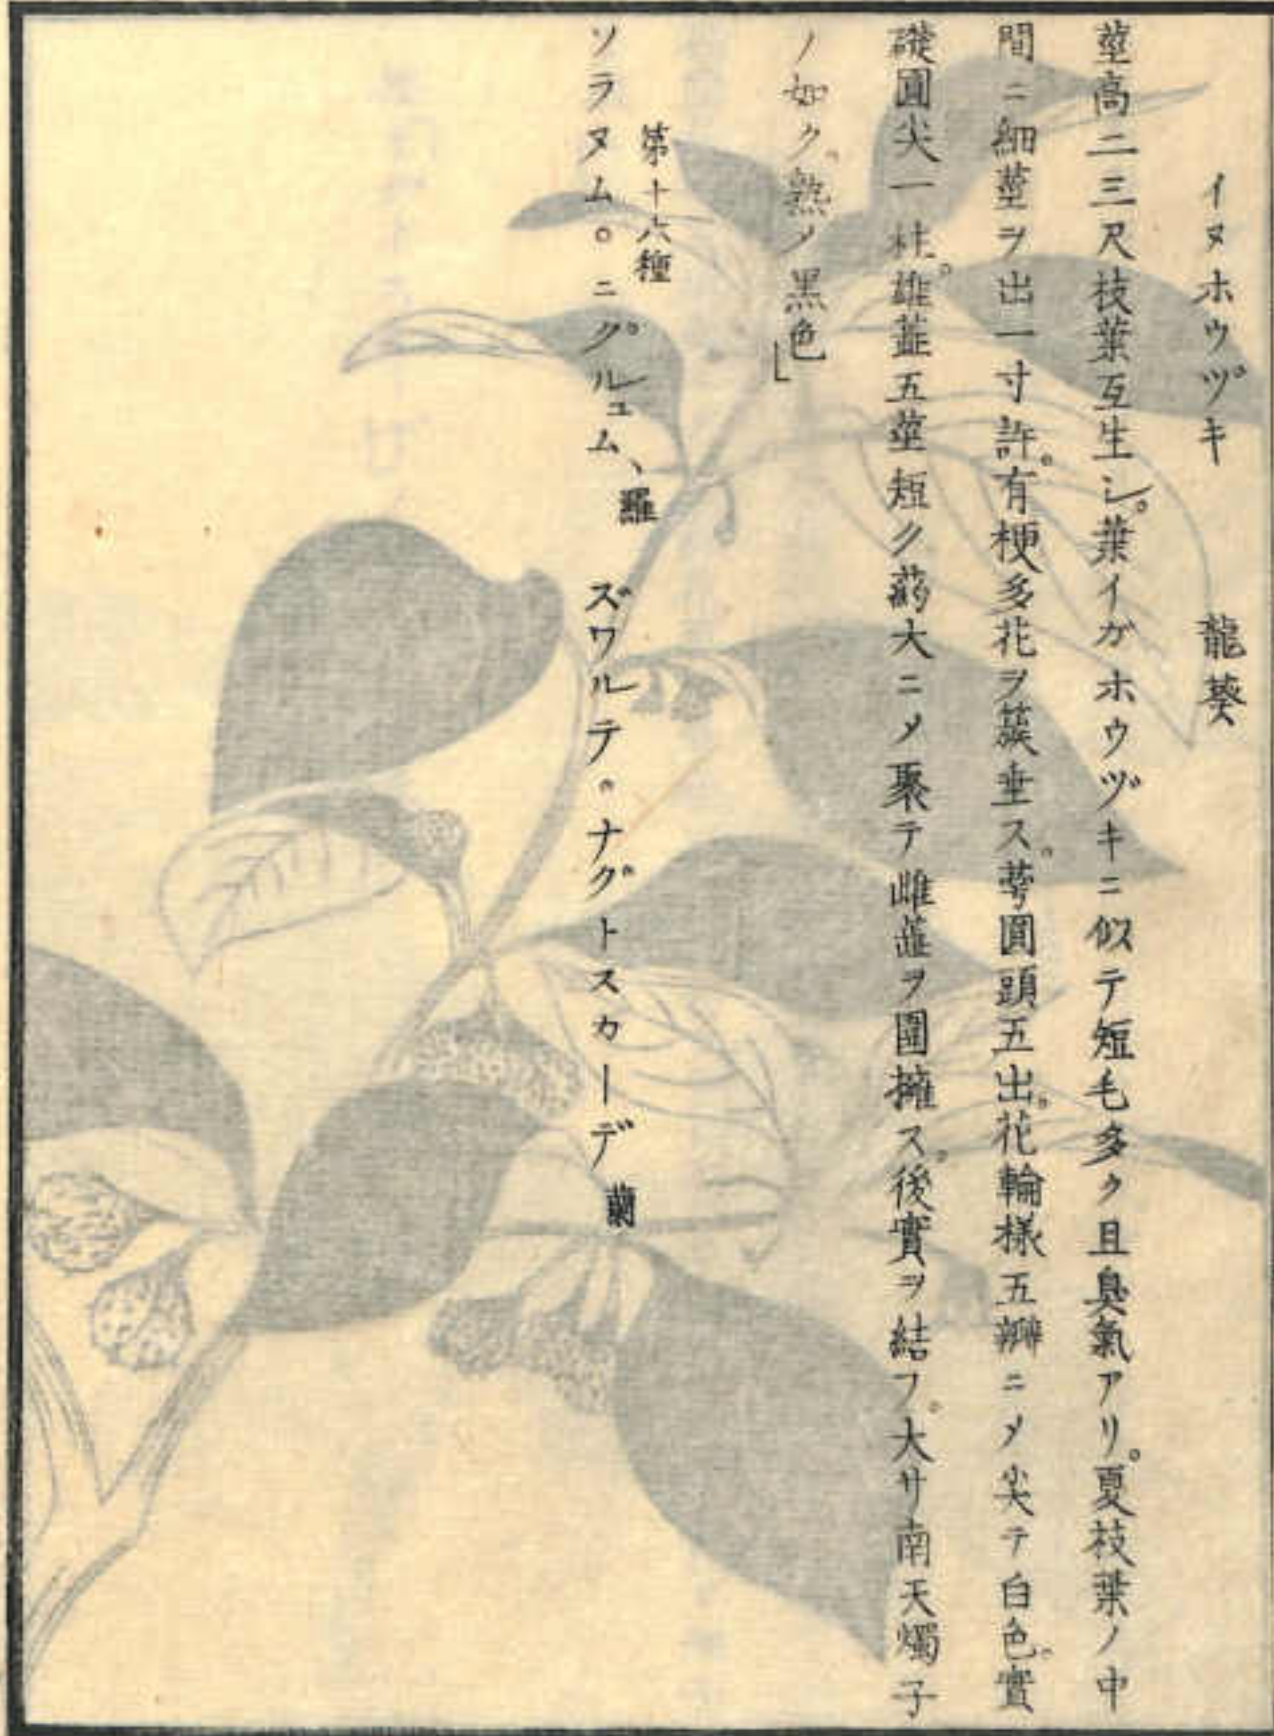 イヌホウヅキ 龍葵
莖高二三尺枝葉互生シ。葉イガホウヅキニ似テ短毛多ク且臭氣アリ。夏枝葉ノ中
間ニ細莖ヲ出一寸許。有梗多花ヲ簇垂ス。萼圓頭五出。花輪樣五瓣ニメ尖テ白色。實
礎圓尖一柱。雄蘂五莖短ク葯大ニメ聚テ雌蘂ヲ圍擁ス。後實ヲ結フ。大サ南天燭子
ノ如ク。熟メ黒色」
第十六種
ソラヌム。ニグルュム、羅 ズワルテ。ナグトスカーデ 蘭